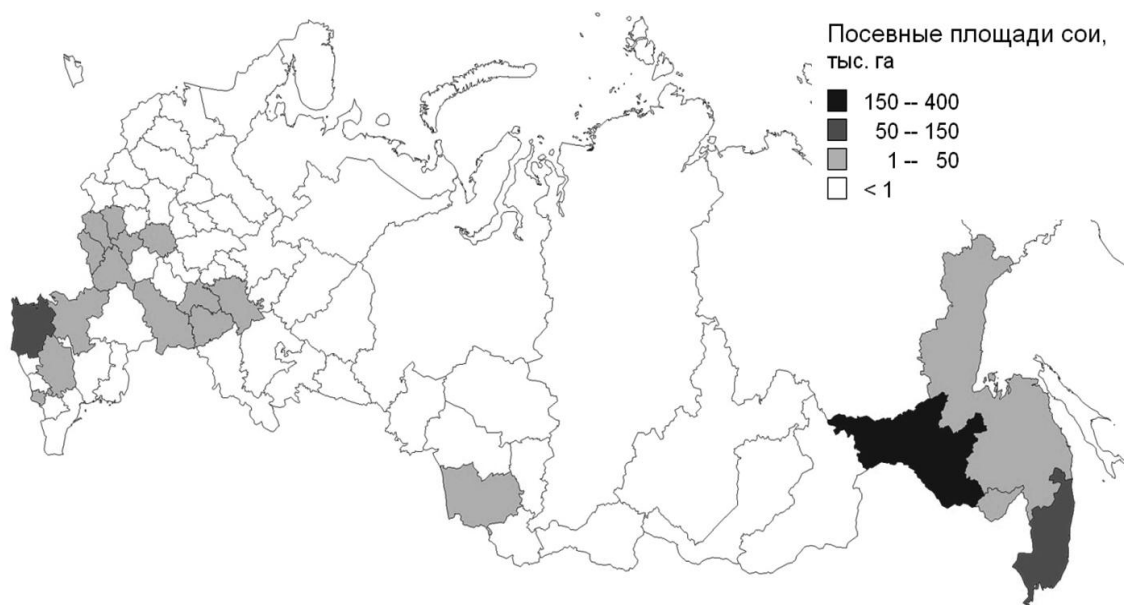 Посевные площади сои,
тыс. га
150 -- 400
50 -- 150
1 -- 50
< 1